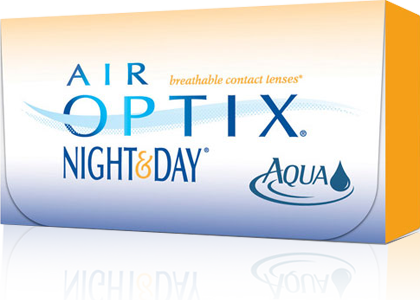 AIR
breathable contact lenses*
OPTIX®
NIGHT&DAY®
AQUA